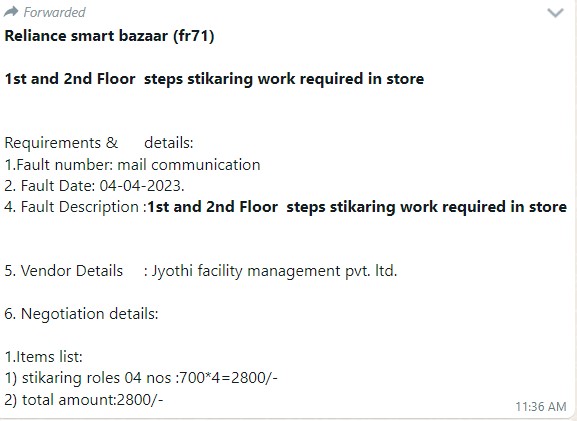 Forwarded
Reliance smart bazaar (fr71)
1st and 2nd Floor steps stikaring work required in store
Requirements & details:
1.Fault number: mail communication
2. Fault Date: 04-04-2023.
4. Fault Description :1st and 2nd Floor steps stikaring work required in store
5. Vendor Details : Jyothi facility management pvt. ltd.
6. Negotiation details:
1.Items list:
1) stikaring roles 04 nos :700*4=2800/-
2) total amount:2800/-
11:36 AM